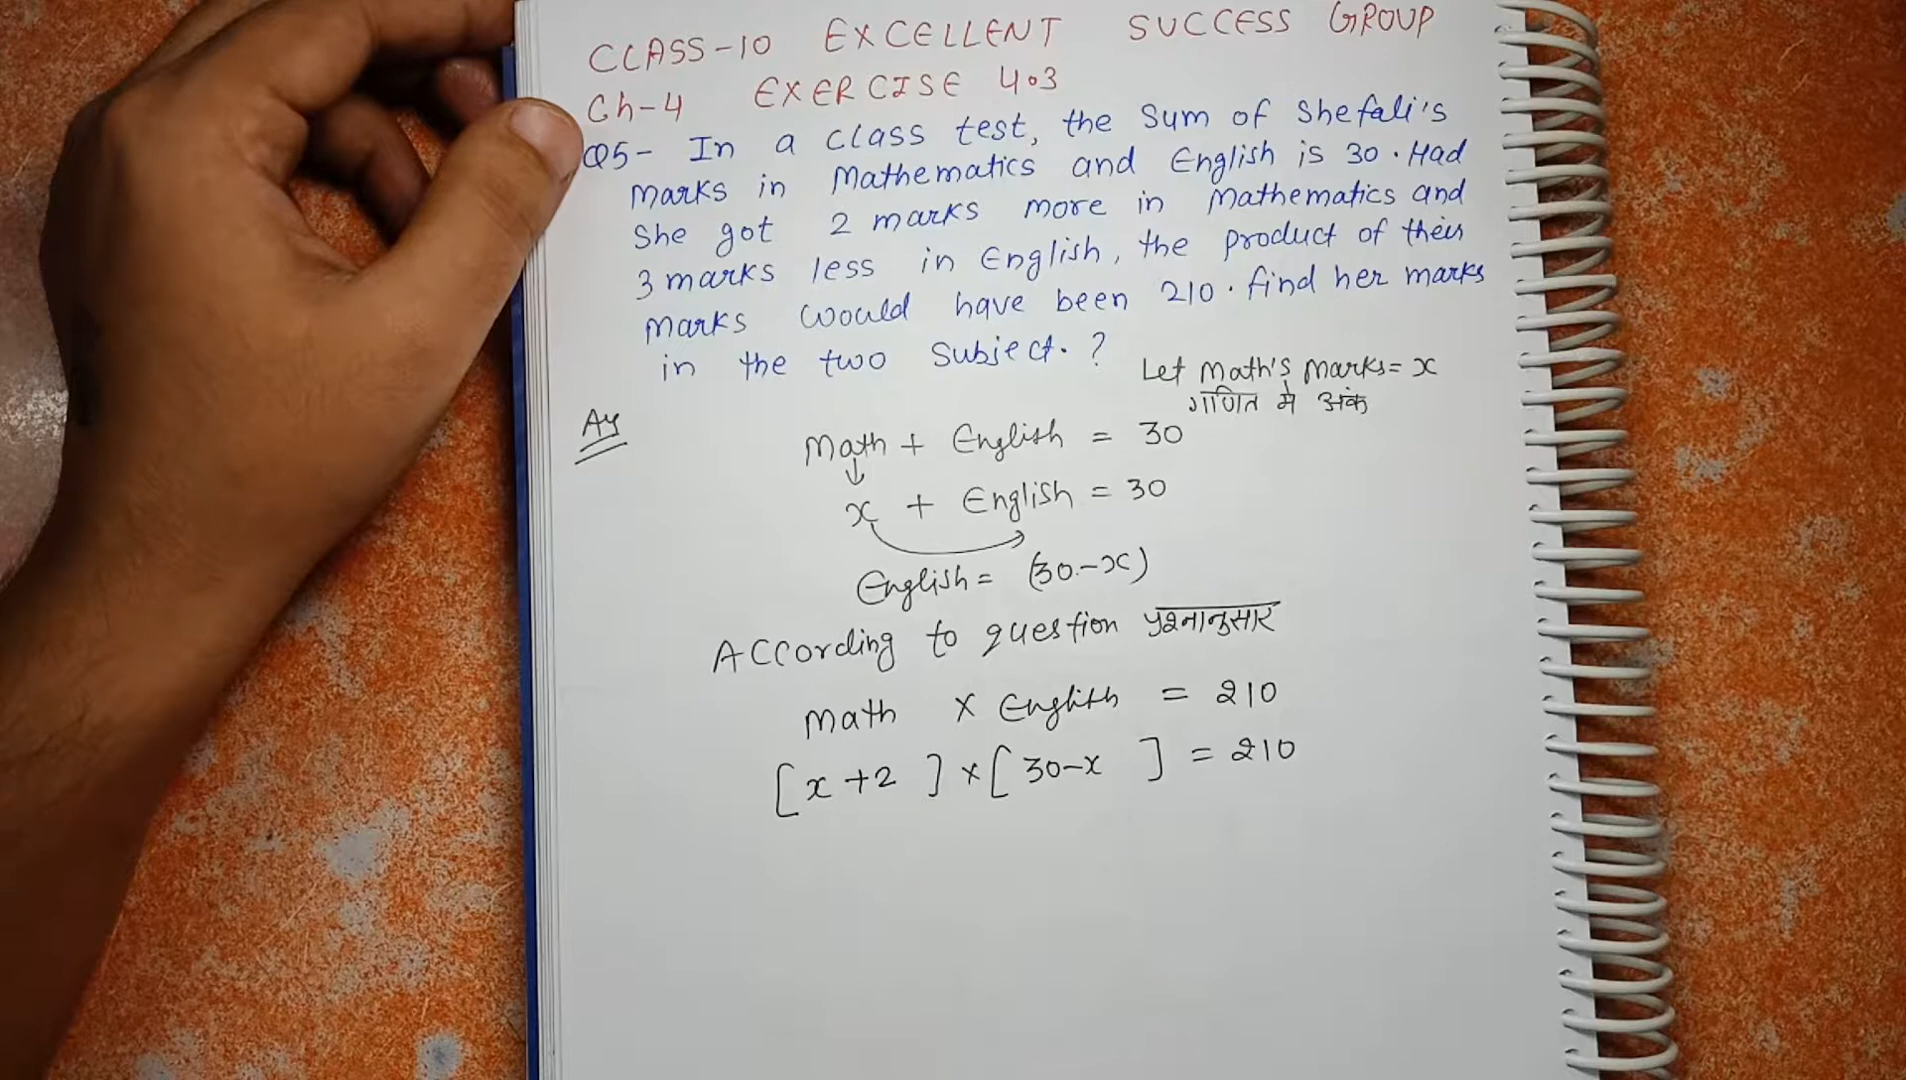 CLASS-10 EXCELLENT SUCCESS GROUP
Ch-4 EXERCISE 4.3
Q5- In a class test, the sum of Shefali's
marks in Mathematics and English is 30. Had
she got 2 marks more in Mathematics and
3 marks less in English, the product of their
marks would have been 210. find her marks
in the two subject. ?
Let Math's marks = x
गणित मे अंक
Math + English = 30
x + English = 30
English = (30-x)
According to question प्रश्नानुसार
Math x English = 210
[x+2] x [30-x ] = 210